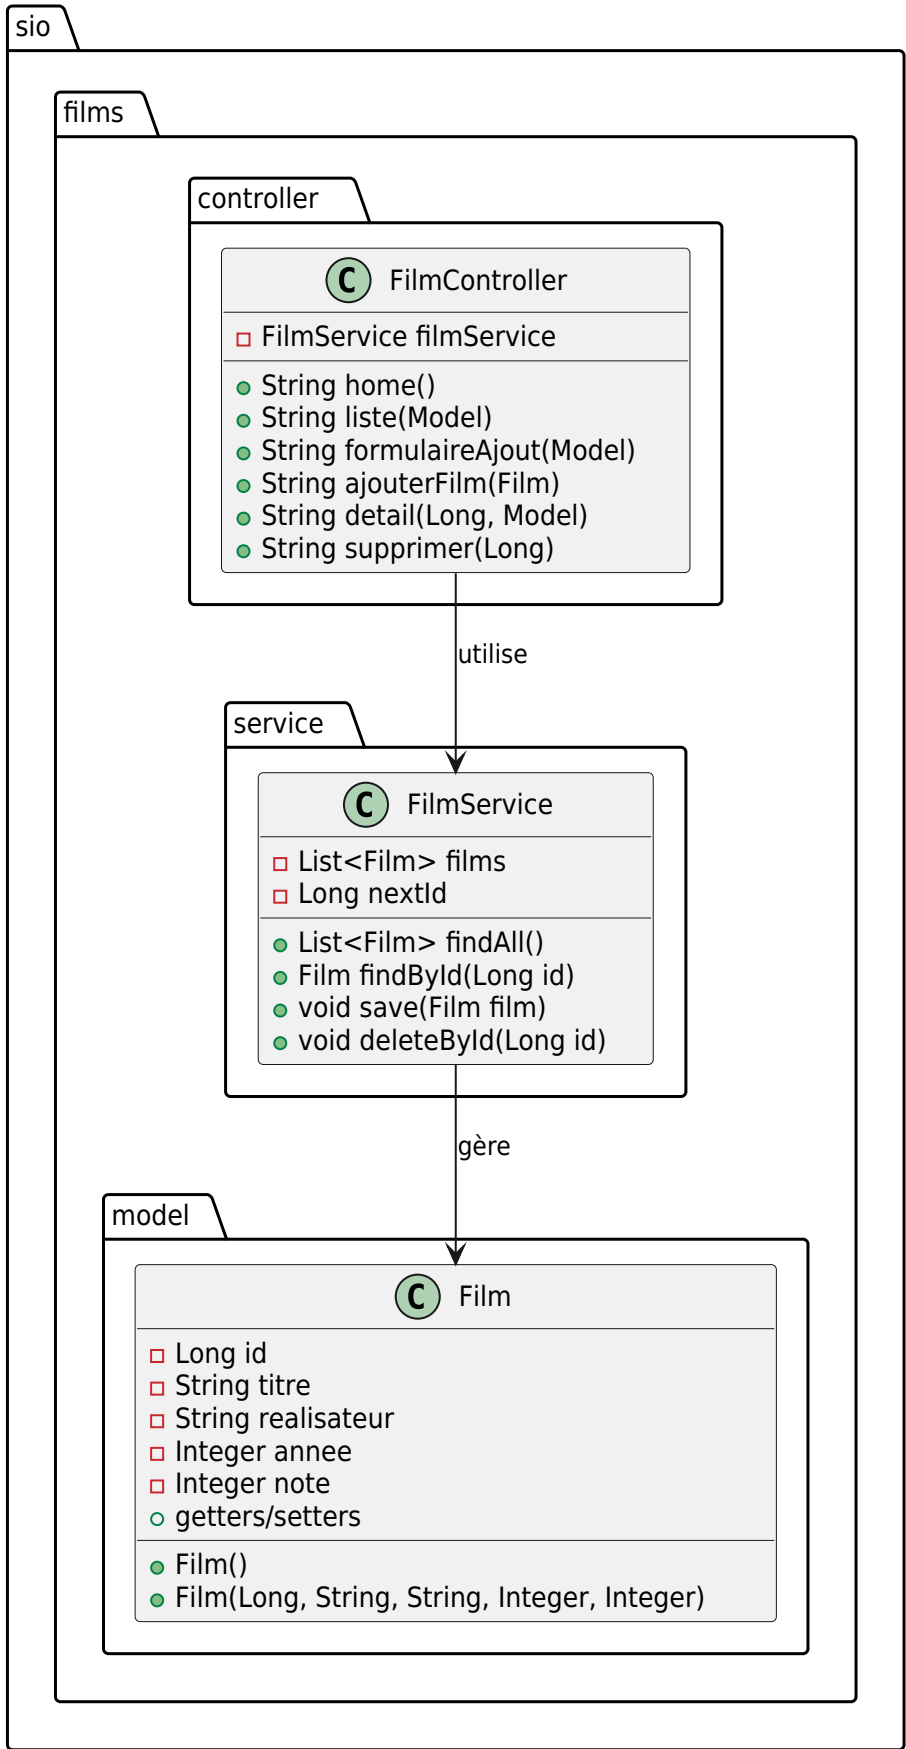 sio
films
controller
C FilmController
FilmService filmService
String home()
String liste(Model)
String formulaireAjout(Model)
String ajouterFilm(Film)
String detail(Long, Model)
String supprimer(Long)
utilise
service
C FilmService
List<Film> films
Long nextId
List<Film> findAll()
Film findById(Long id)
void save(Film film)
void deleteById(Long id)
gère
model
C Film
Long id
String titre
String realisateur
Integer annee
Integer note
getters/setters
Film()
Film(Long, String, String, Integer, Integer)